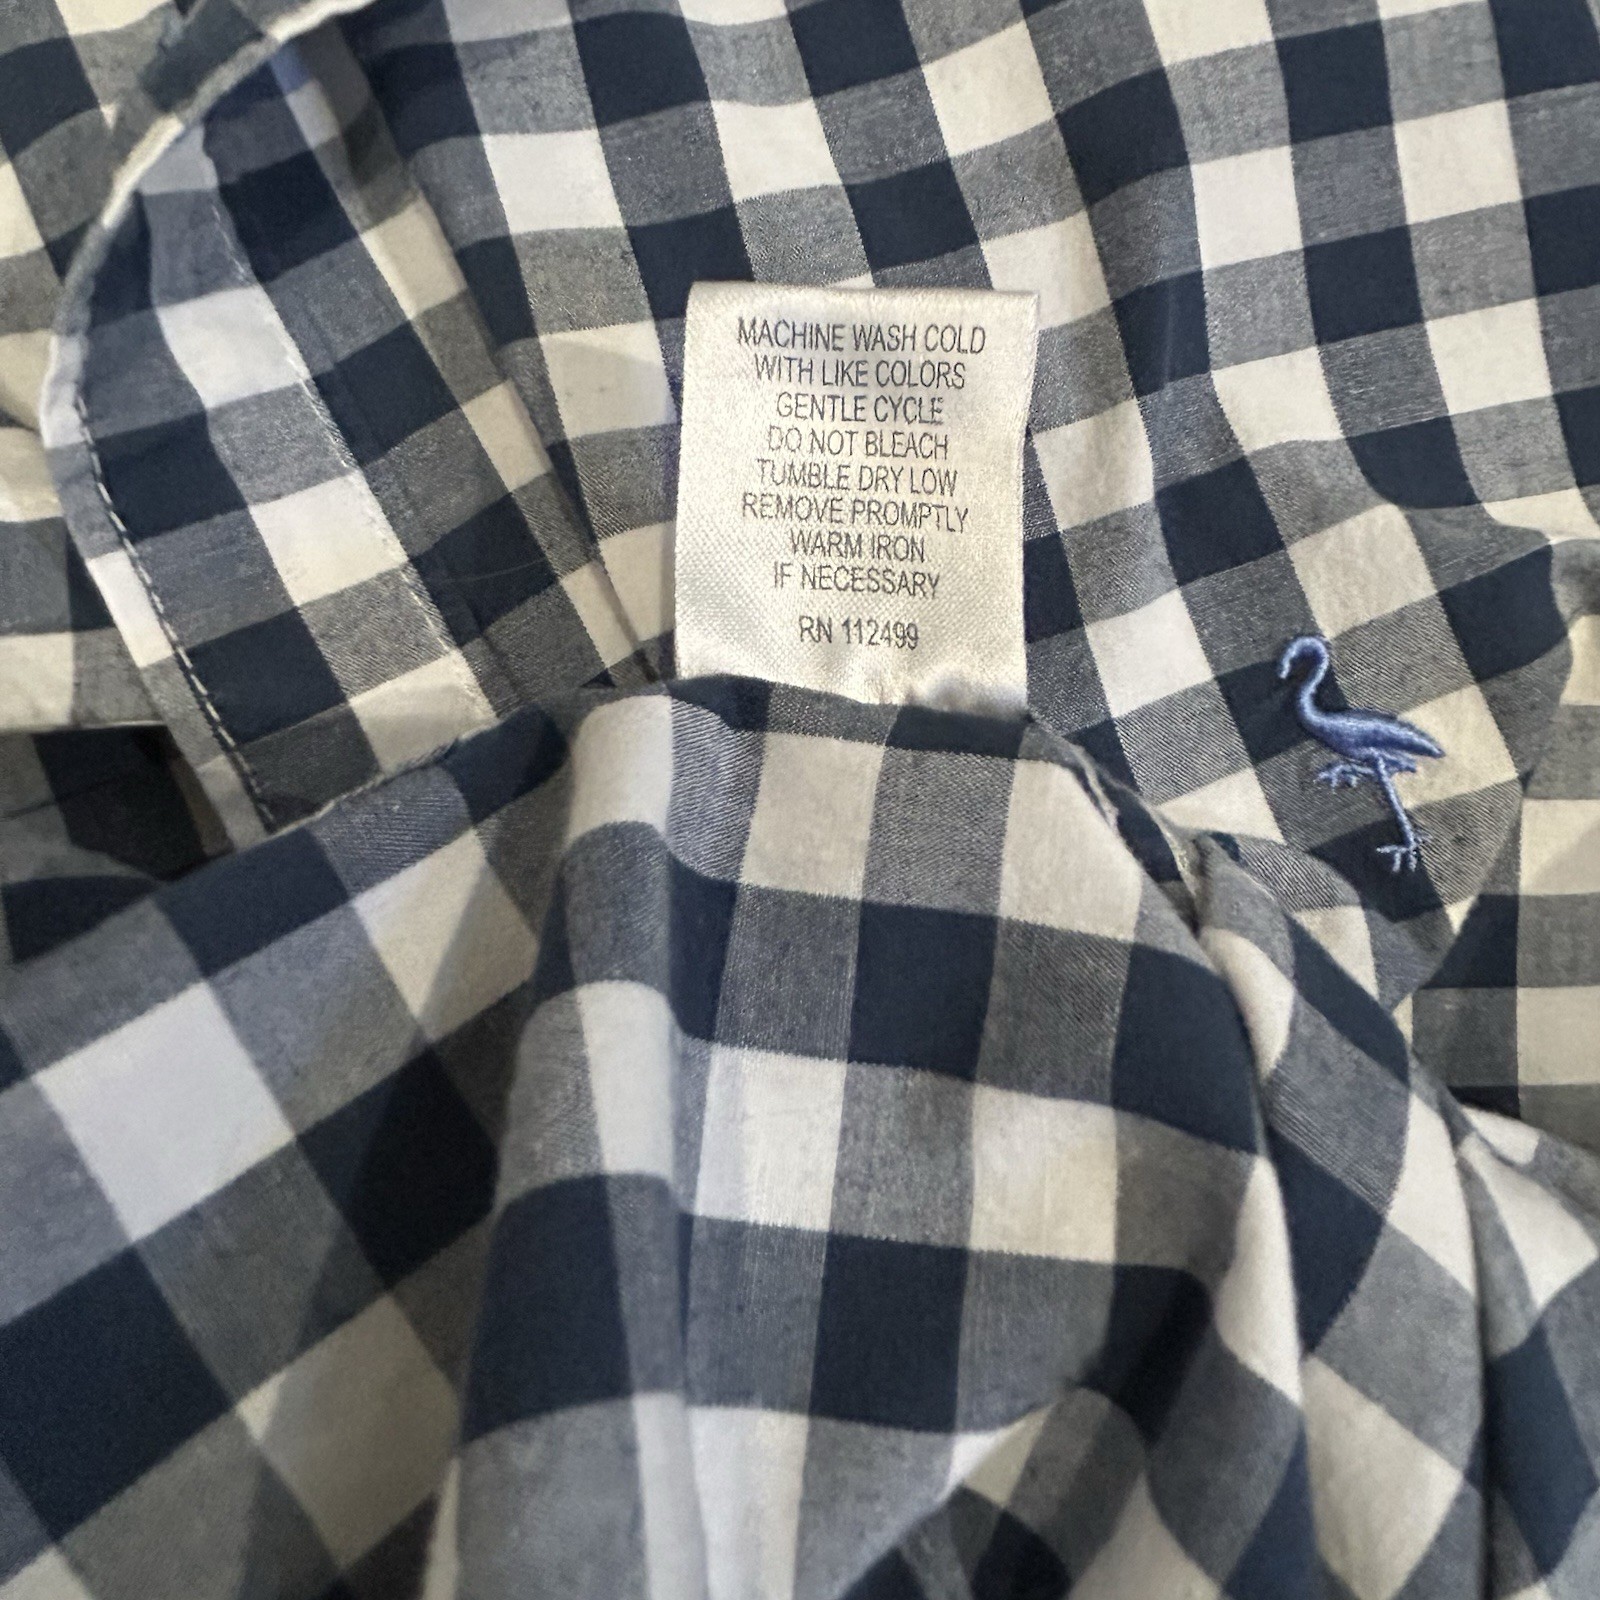 MACHINE WASH COLD
WITH LIKE COLORS
GENTLE CYCLE
DO NOT BLEACH
TUMBLE DRY LOW
REMOVE PROMPTLY
WARM IRON
IF NECESSARY
RN 112499